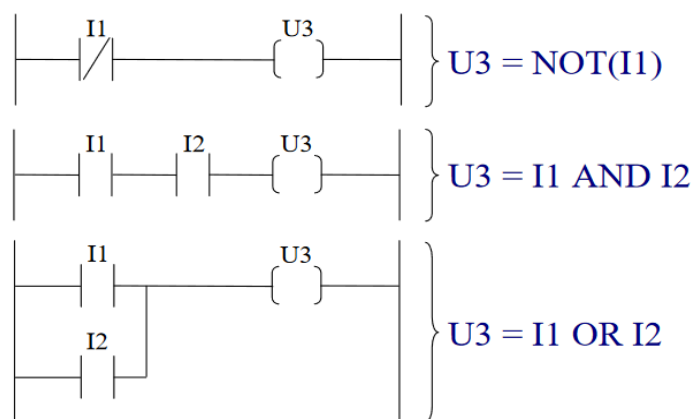 I1 U3
U3 = NOT(I1)
I1 I2 U3
U3 = I1 AND I2
I1 U3
I2
U3 = I1 OR I2